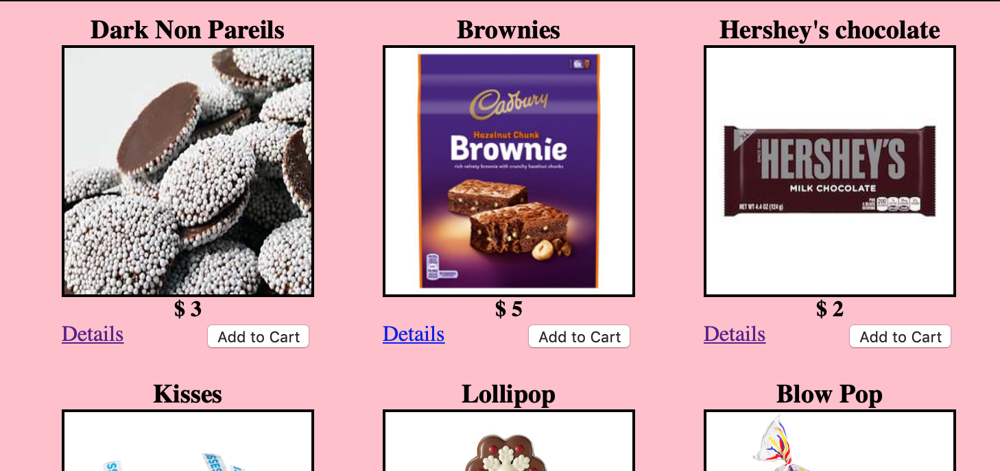 Dark Non Pareils
Brownies
Hershey's chocolate
6x
Cadbury
Hazelnut Chunk
Brownie
rich velvety brownie with crunchy hazelnut chunks
HERSHEY'S
MILK CHOCOLATE
NET WT 4.4 OZ (124 g)
$ 3
$ 5
$ 2
Details
Add to Cart
Details
Add to Cart
Details
Add to Cart
Kisses
Lollipop
Blow Pop